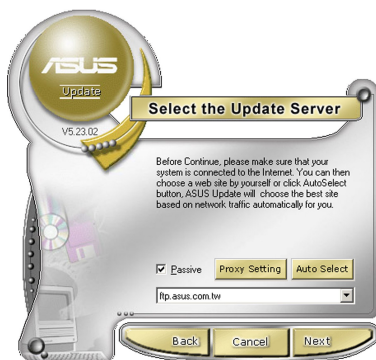 ASUS
Update
V5.23.02
Select the Update Server
Before Continue, please make sure that your
system is connected to the Internet. You can then
choose a web site by yourself or click AutoSelect
button, ASUS Update will choose the best site
based on network traffic automatically for you.
Passive
Proxy Setting
Auto Select
ftp.asus.com.tw
Back
Cancel
Next